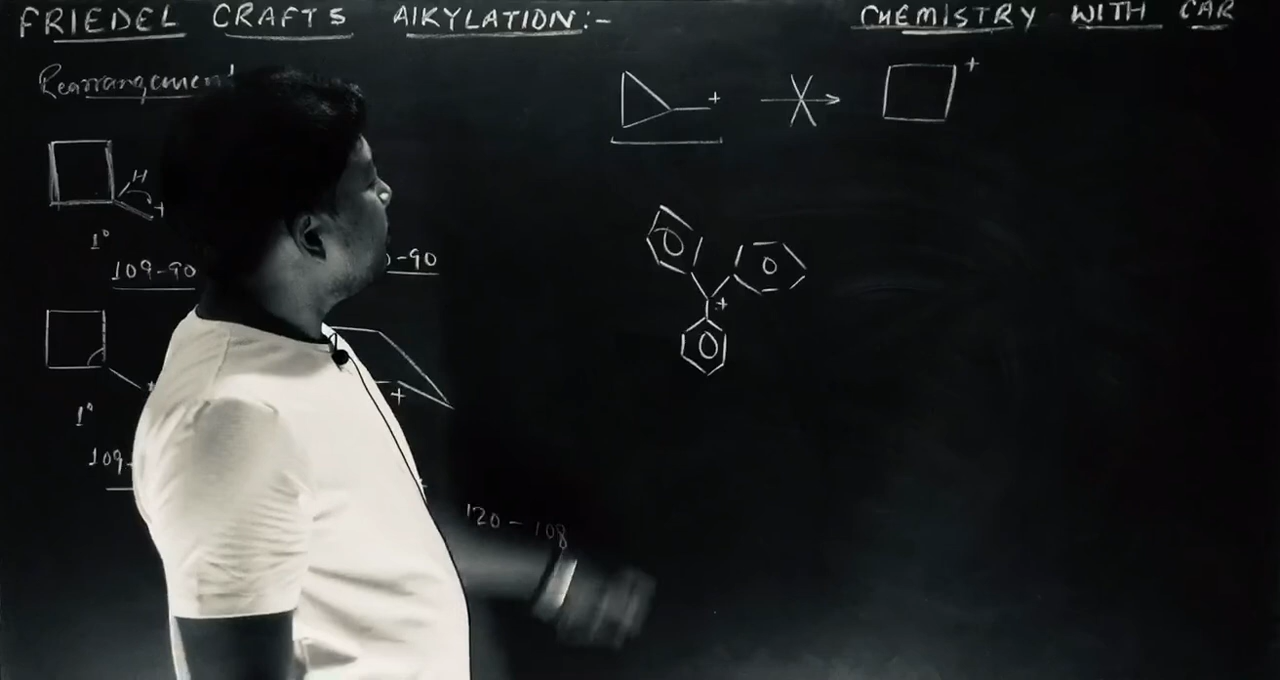 FRIEDEL CRAFTS AlKYLATION:-
CHEMISTRY WITH CAR
Rearrangement
+
+
H
+
1°
109-90
-90
+
+
1°
109-
120 - 108